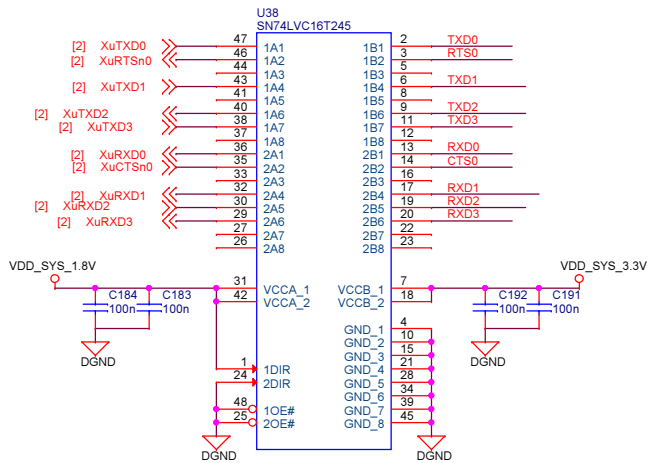 U38
SN74LVC16T245
[2] XuTXD0 47 1A1 1B1 2 TXD0
[2] XuRTSn0 46 1A2 1B2 3 RTS0
44 1A3 1B3 5
[2] XuTXD1 43 1A4 1B4 6 TXD1
41 1A5 1B5 8
[2] XuTXD2 40 1A6 1B6 9 TXD2
[2] XuTXD3 38 1A7 1B7 11 TXD3
37 1A8 1B8 12
[2] XuRXD0 36 2A1 2B1 13 RXD0
[2] XuCTSn0 35 2A2 2B2 14 CTS0
33 2A3 2B3 16
[2] XuRXD1 32 2A4 2B4 17 RXD1
[2] XuRXD2 30 2A5 2B5 19 RXD2
[2] XuRXD3 29 2A6 2B6 20 RXD3
27 2A7 2B7 22
26 2A8 2B8 23
VDD_SYS_1.8V VDD_SYS_3.3V
31 VCCA_1 VCCB_1 7
C184 C183 42 VCCA_2 VCCB_2 18 C192 C191
100n 100n 100n 100n
GND_1 4
GND_2 10
GND_3 15
DGND 1 1DIR GND_4 21 DGND
24 2DIR GND_5 28
GND_6 34
48 1OE# GND_7 39
25 2OE# GND_8 45
DGND DGND